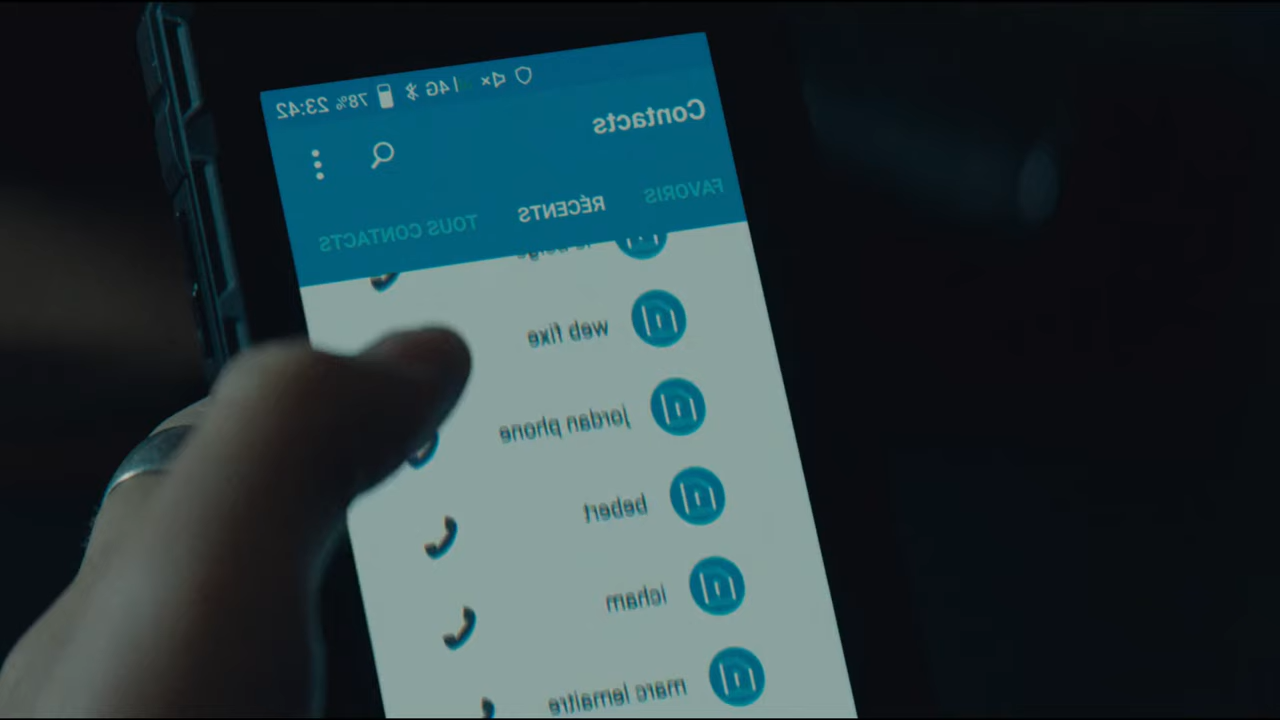 4G 78% 23:42
Contacts
FAVORIS RÉCENTS TOUS CONTACTS
web fixe
jordan phone
bebert
icham
marc lemaitre